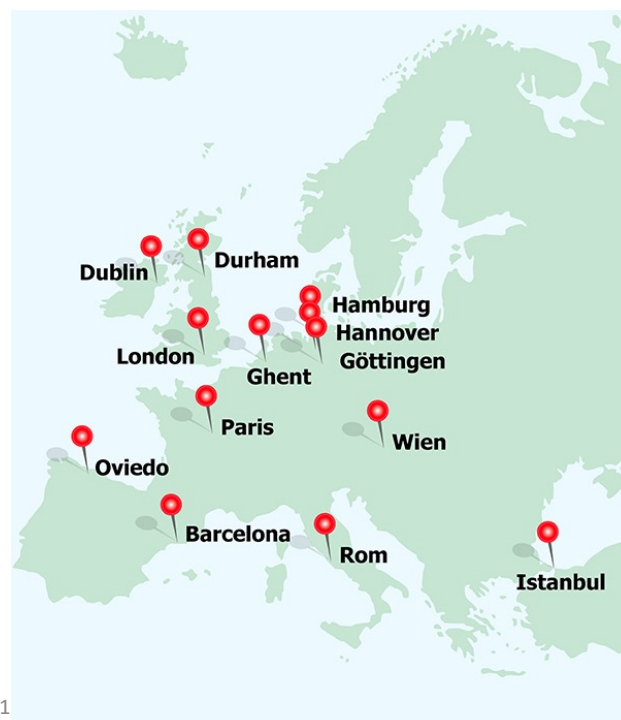 Durham
Dublin
Hamburg
Hannover
London
Göttingen
Ghent
Paris
Wien
Oviedo
Barcelona
Rom
Istanbul
1